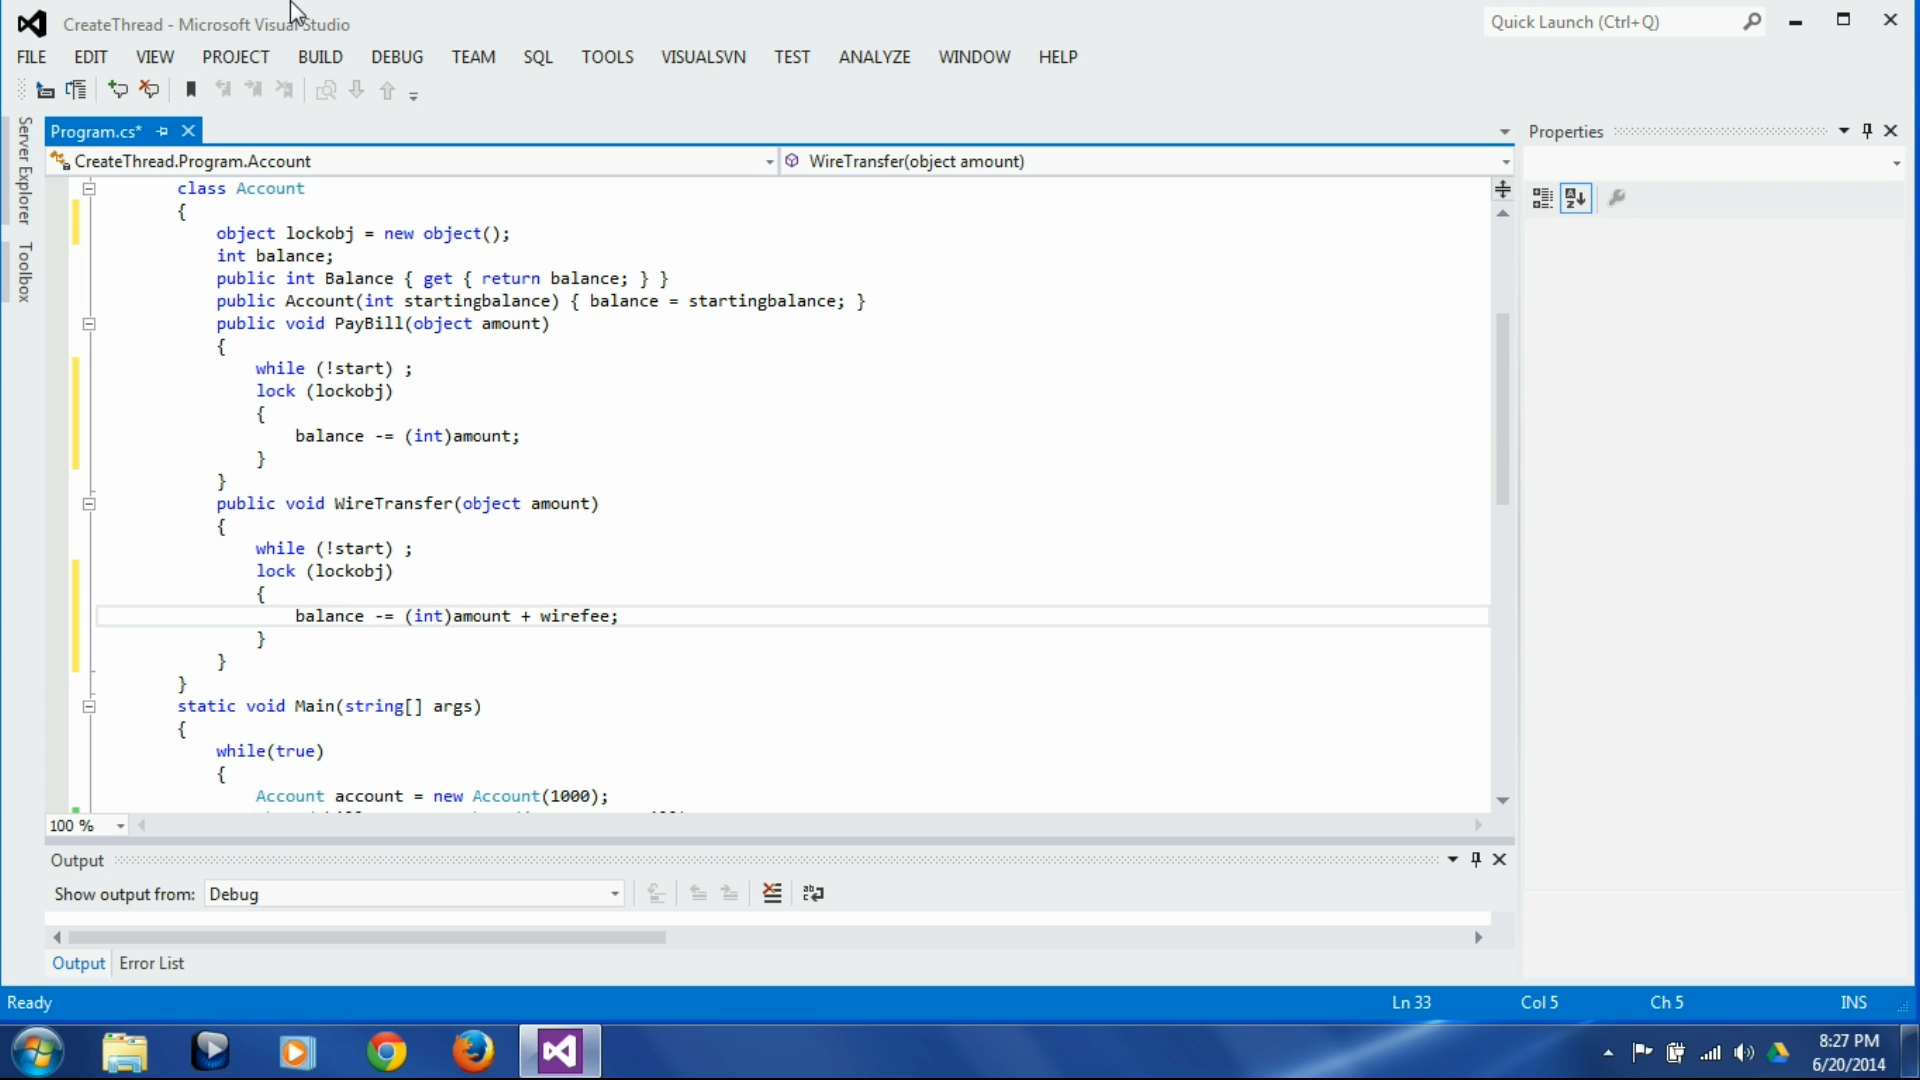 CreateThread - Microsoft Visual Studio
Quick Launch (Ctrl+Q)
FILE EDIT VIEW PROJECT BUILD DEBUG TEAM SQL TOOLS VISUALSVN TEST ANALYZE WINDOW HELP
Server Explorer
Toolbox
Program.cs*
Properties
CreateThread.Program.Account
WireTransfer(object amount)
class Account
{
object lockobj = new object();
int balance;
public int Balance { get { return balance; } }
public Account(int startingbalance) { balance = startingbalance; }
public void PayBill(object amount)
{
while (!start) ;
lock (lockobj)
{
balance -= (int)amount;
}
}
public void WireTransfer(object amount)
{
while (!start) ;
lock (lockobj)
{
balance -= (int)amount + wirefee;
}
}
}
static void Main(string[] args)
{
while(true)
{
Account account = new Account(1000);
100 %
Output
Show output from: Debug
Output Error List
Ready
Ln 33 Col 5 Ch 5 INS
8:27 PM
6/20/2014